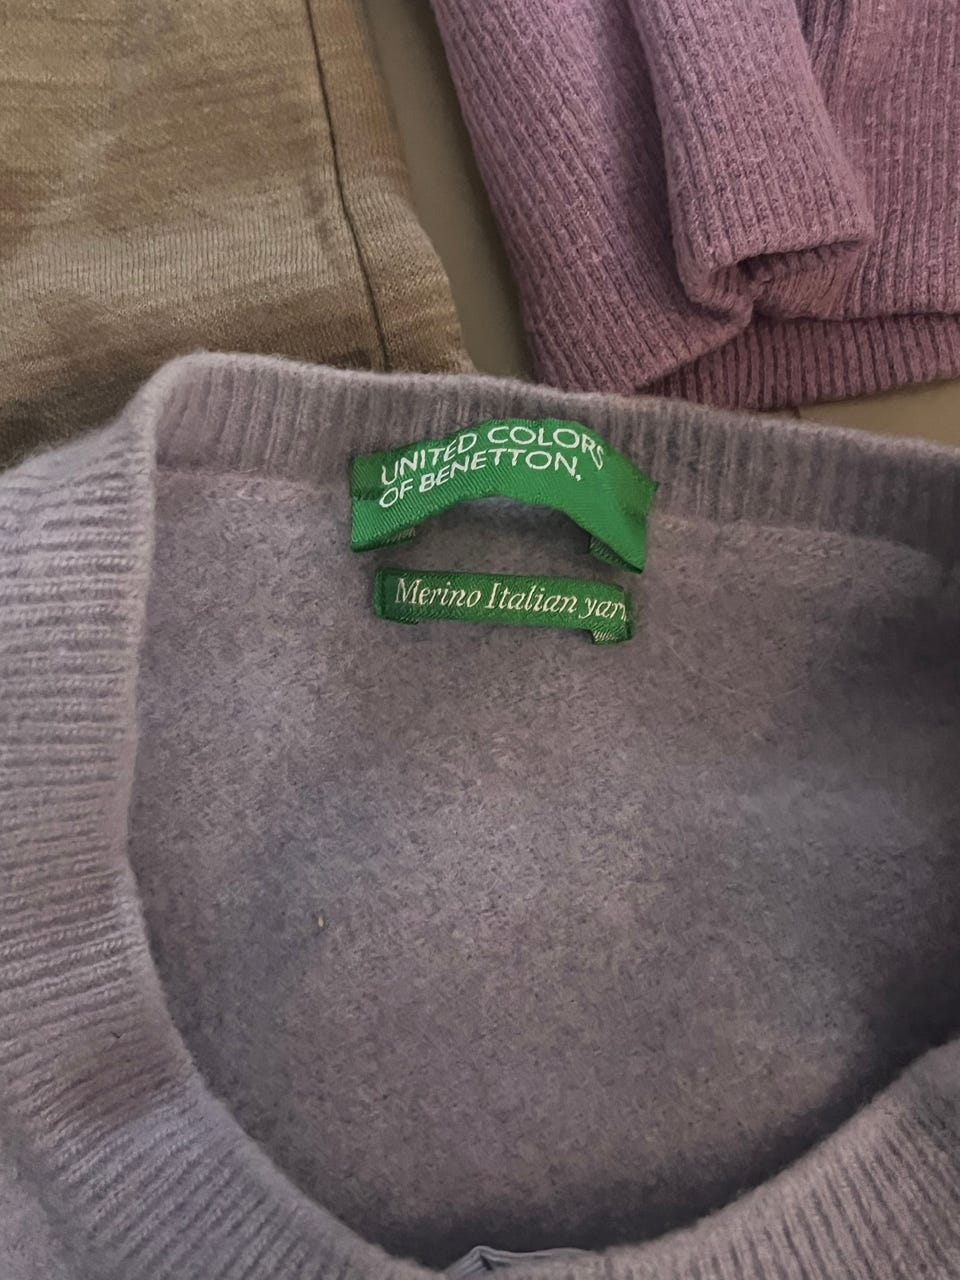 UNITED COLORS
OF BENETTON.
Merino Italian yarn